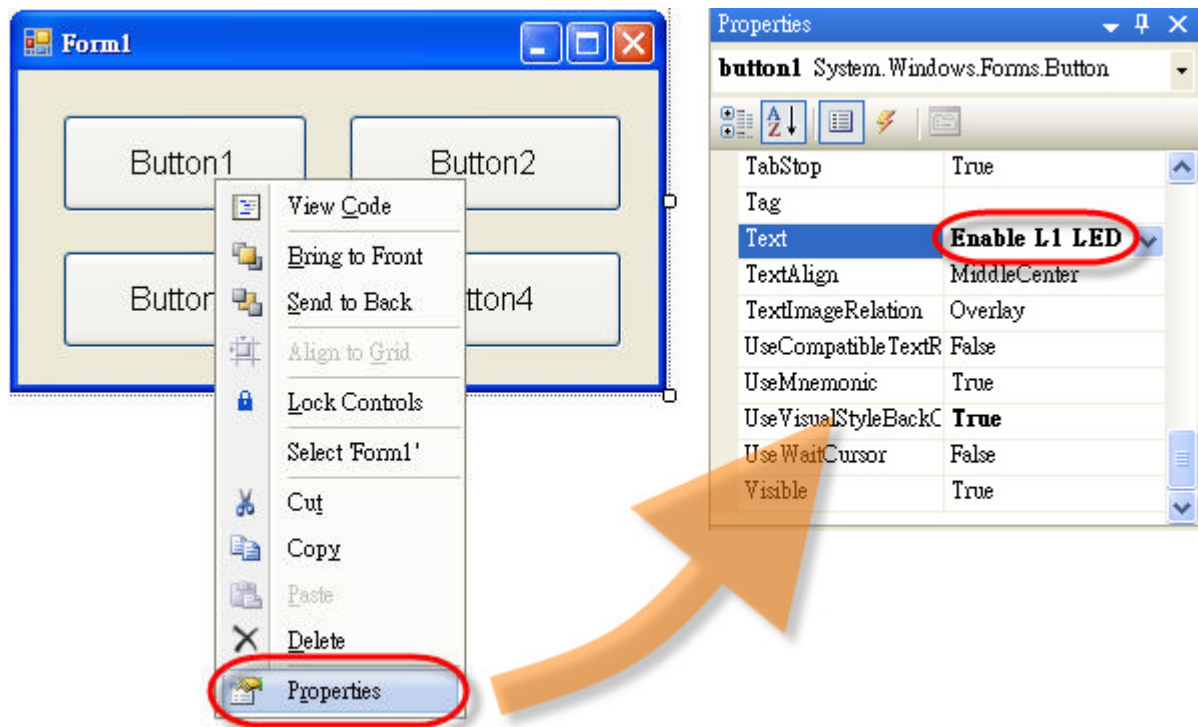 Form1
Button1
Button2
Button
tton4
View Code
Bring to Front
Send to Back
Align to Grid
Lock Controls
Select 'Form1'
Cut
Copy
Paste
Delete
Properties
Properties
button1 System.Windows.Forms.Button
TabStop True
Tag
Text Enable L1 LED
TextAlign MiddleCenter
TextImageRelation Overlay
UseCompatibleTextR False
UseMnemonic True
UseVisualStyleBackC True
UseWaitCursor False
Visible True